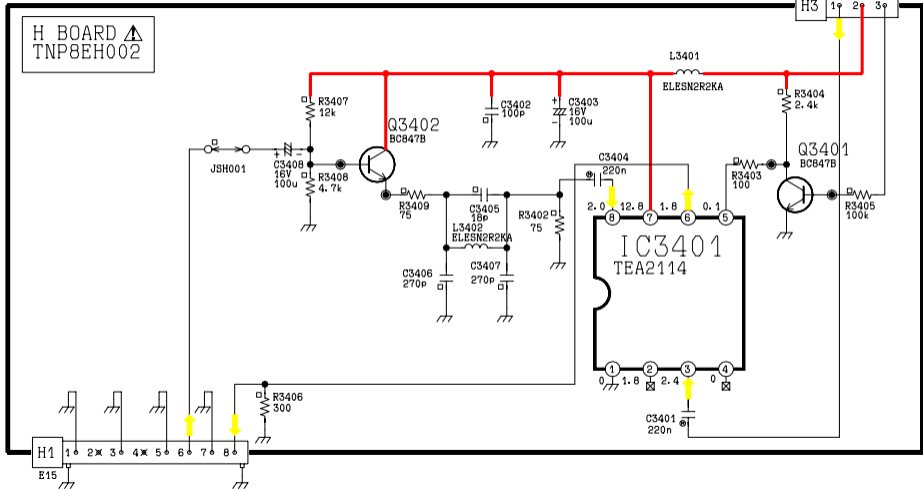 H BOARD ⚠
TNP8EH002
H3 1 2 3
L3401
ELESN2R2KA
R3407
12k
Q3402
BC847B
C3402
100p
C3403
+ 16V
- 100u
R3404
2.4k
Q3401
BC847B
JSH001
+ -
C3408
16V
100u
R3408
4.7k
R3409
75
C3405
18p
L3402
ELESN2R2KA
C3406
270p
C3407
270p
R3402
75
C3404
220n
R3403
100
R3405
100k
2.0 12.8 1.8 0.1
8 7 6 5
IC3401
TEA2114
1 2 3 4
0 1.8 2.4 0
C3401
220n
R3406
300
H1 1 2 3 4 5 6 7 8
E15